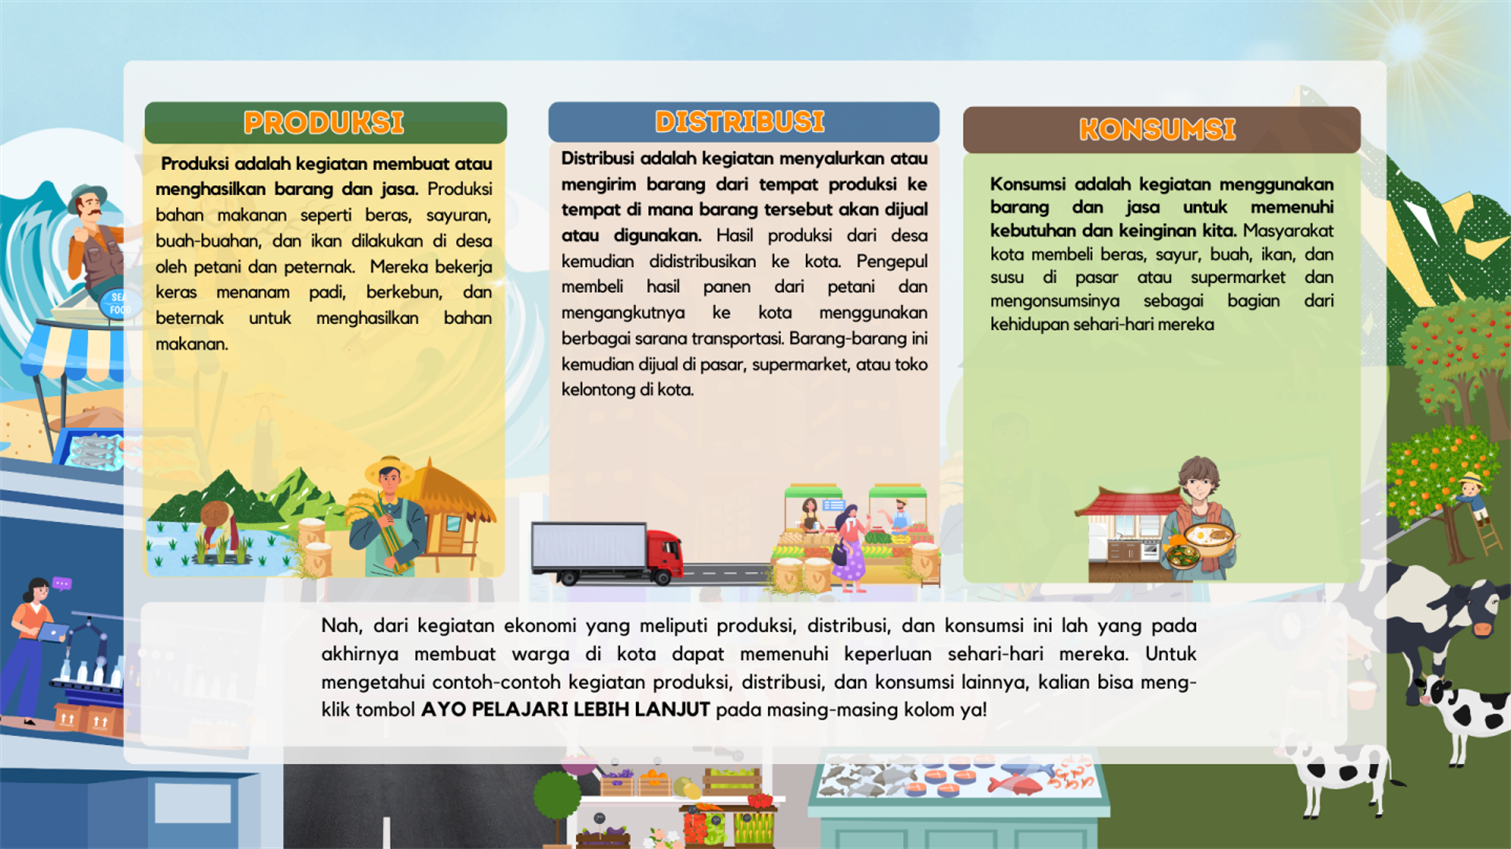 PRODUKSI
Produksi adalah kegiatan membuat atau
menghasilkan barang dan jasa. Produksi
bahan makanan seperti beras, sayuran,
buah-buahan, dan ikan dilakukan di desa
oleh petani dan peternak. Mereka bekerja
keras menanam padi, berkebun, dan
beternak untuk menghasilkan bahan
makanan.
DISTRIBUSI
Distribusi adalah kegiatan menyalurkan atau
mengirim barang dari tempat produksi ke
tempat di mana barang tersebut akan dijual
atau digunakan. Hasil produksi dari desa
kemudian didistribusikan ke kota. Pengepul
membeli hasil panen dari petani dan
mengangkutnya ke kota menggunakan
berbagai sarana transportasi. Barang-barang ini
kemudian dijual di pasar, supermarket, atau toko
kelontong di kota.
KONSUMSI
Konsumsi adalah kegiatan menggunakan
barang dan jasa untuk memenuhi
kebutuhan dan keinginan kita. Masyarakat
kota membeli beras, sayur, buah, ikan, dan
susu di pasar atau supermarket dan
mengonsumsinya sebagai bagian dari
kehidupan sehari-hari mereka
SEA
FOOD
Nah, dari kegiatan ekonomi yang meliputi produksi, distribusi, dan konsumsi ini lah yang pada
akhirnya membuat warga di kota dapat memenuhi keperluan sehari-hari mereka. Untuk
mengetahui contoh-contoh kegiatan produksi, distribusi, dan konsumsi lainnya, kalian bisa meng-
klik tombol AYO PELAJARI LEBIH LANJUT pada masing-masing kolom ya!